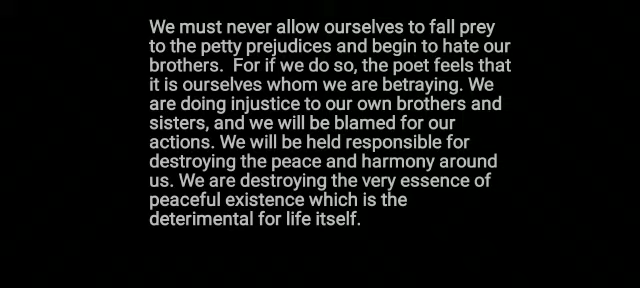 We must never allow ourselves to fall prey
to the petty prejudices and begin to hate our
brothers.  For if we do so, the poet feels that
it is ourselves whom we are betraying. We
are doing injustice to our own brothers and
sisters, and we will be blamed for our
actions. We will be held responsible for
destroying the peace and harmony around
us. We are destroying the very essence of
peaceful existence which is the
deterimental for life itself.